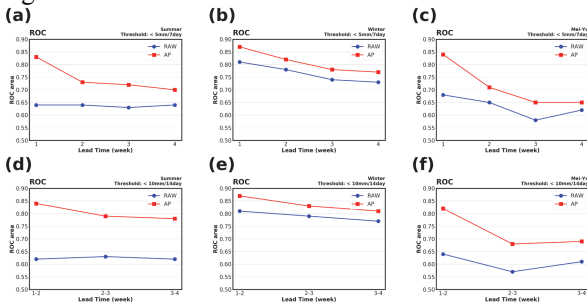 (a)
ROC
Summer
Threshold: < 5mm/7day
RAW
AP
ROC area
0.90
0.85
0.80
0.75
0.70
0.65
0.60
0.55
0.50
1 2 3 4
Lead Time (week)
(b)
ROC
Winter
Threshold: < 5mm/7day
RAW
AP
ROC area
0.90
0.85
0.80
0.75
0.70
0.65
0.60
0.55
0.50
1 2 3 4
Lead Time (week)
(c)
ROC
Mei-Yu
Threshold: < 5mm/7da
RAW
AP
ROC area
0.90
0.85
0.80
0.75
0.70
0.65
0.60
0.55
0.50
1 2 3 4
Lead Time (week)
(d)
ROC
Summer
Threshold: < 10mm/14day
RAW
AP
ROC area
0.90
0.85
0.80
0.75
0.70
0.65
0.60
0.55
0.50
1-2 2-3 3-4
Lead Time (week)
(e)
ROC
Winter
Threshold: < 10mm/14day
RAW
AP
ROC area
0.90
0.85
0.80
0.75
0.70
0.65
0.60
0.55
0.50
1-2 2-3 3-4
Lead Time (week)
(f)
ROC
Mei-Yu
Threshold: < 10mm/14da
RAW
AP
ROC area
0.90
0.85
0.80
0.75
0.70
0.65
0.60
0.55
0.50
1-2 2-3 3-4
Lead Time (week)